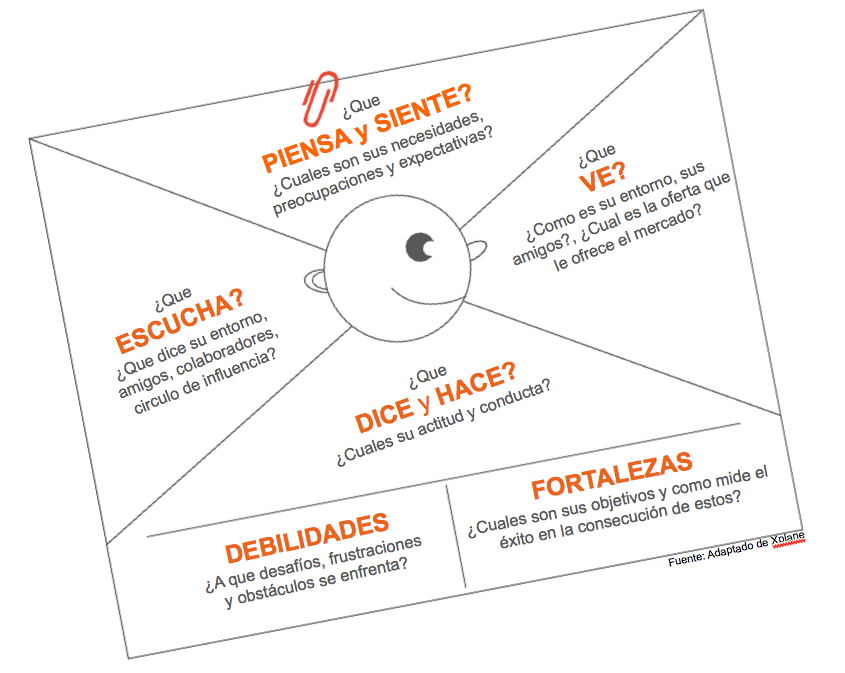 ¿Que
PIENSA y SIENTE?
¿Cuales son sus necesidades,
preocupaciones y expectativas?
¿Que
VE?
¿Como es su entorno, sus
amigos?, ¿Cual es la oferta que
le ofrece el mercado?
¿Que
ESCUCHA?
¿Que dice su entorno,
amigos, colaboradores,
circulo de influencia?
¿Que
DICE y HACE?
¿Cuales su actitud y conducta?
DEBILIDADES
¿A que desafíos, frustraciones
y obstáculos se enfrenta?
FORTALEZAS
¿Cuales son sus objetivos y como mide el
éxito en la consecución de estos?
Fuente: Adaptado de Xolane